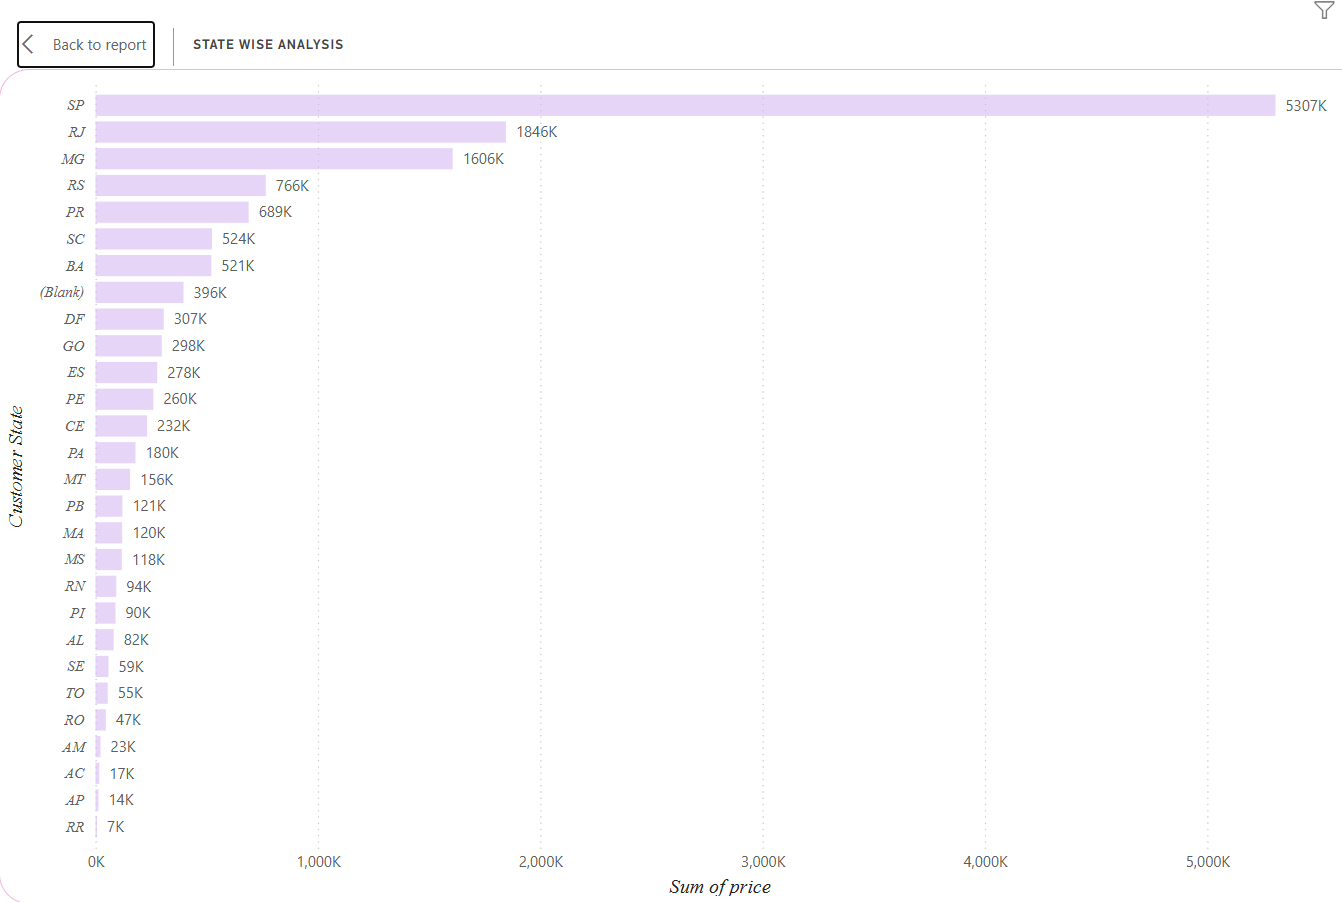 Back to report
STATE WISE ANALYSIS
SP 5307K
RJ 1846K
MG 1606K
RS 766K
PR 689K
SC 524K
BA 521K
(Blank) 396K
DF 307K
GO 298K
ES 278K
PE 260K
CE 232K
PA 180K
MT 156K
PB 121K
MA 120K
MS 118K
RN 94K
PI 90K
AL 82K
SE 59K
TO 55K
RO 47K
AM 23K
AC 17K
AP 14K
RR 7K
Customer State
0K 1,000K 2,000K 3,000K 4,000K 5,000K
Sum of price